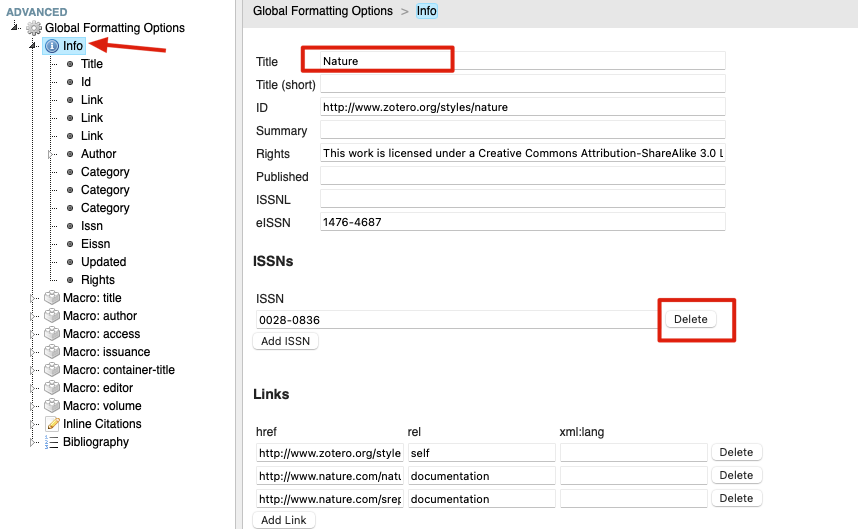 ADVANCED
Global Formatting Options
Info
Title
Id
Link
Link
Link
Author
Category
Category
Category
Issn
Eissn
Updated
Rights
Macro: title
Macro: author
Macro: access
Macro: issuance
Macro: container-title
Macro: editor
Macro: volume
Inline Citations
Bibliography
Global Formatting Options > Info
Title Nature
Title (short)
ID http://www.zotero.org/styles/nature
Summary
Rights This work is licensed under a Creative Commons Attribution-ShareAlike 3.0 L
Published
ISSNL
eISSN 1476-4687
ISSNs
ISSN
0028-0836 Delete
Add ISSN
Links
href rel xml:lang
http://www.zotero.org/style self Delete
http://www.nature.com/natu documentation Delete
http://www.nature.com/srep documentation Delete
Add Link